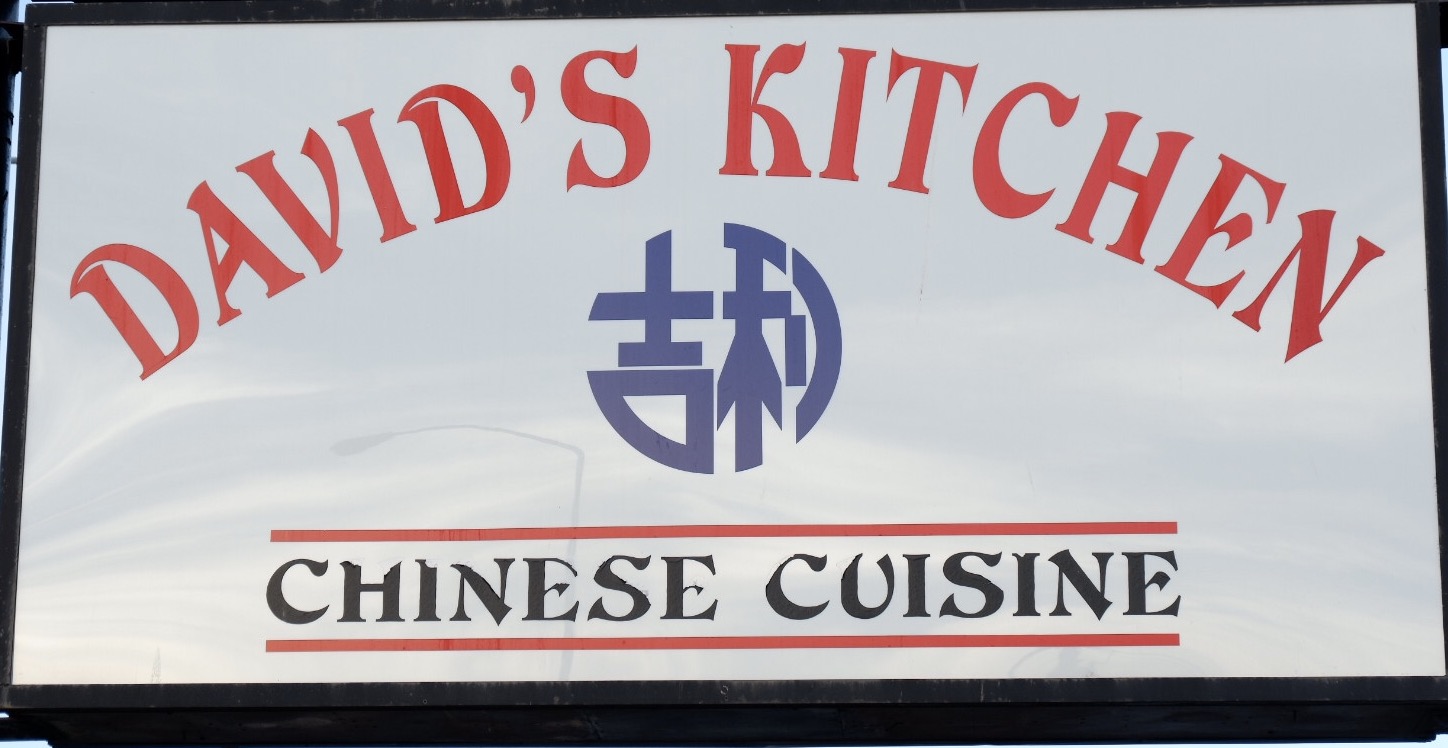 DAVID'S KITCHEN
吉利
CHINESE CUISINE